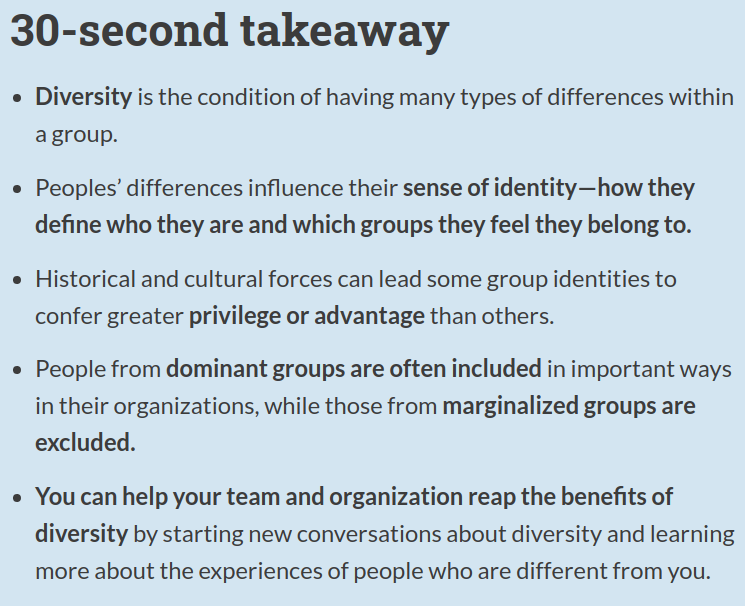 30-second takeaway
• Diversity is the condition of having many types of differences within
a group.
• Peoples’ differences influence their sense of identity—how they
define who they are and which groups they feel they belong to.
• Historical and cultural forces can lead some group identities to
confer greater privilege or advantage than others.
• People from dominant groups are often included in important ways
in their organizations, while those from marginalized groups are
excluded.
• You can help your team and organization reap the benefits of
diversity by starting new conversations about diversity and learning
more about the experiences of people who are different from you.